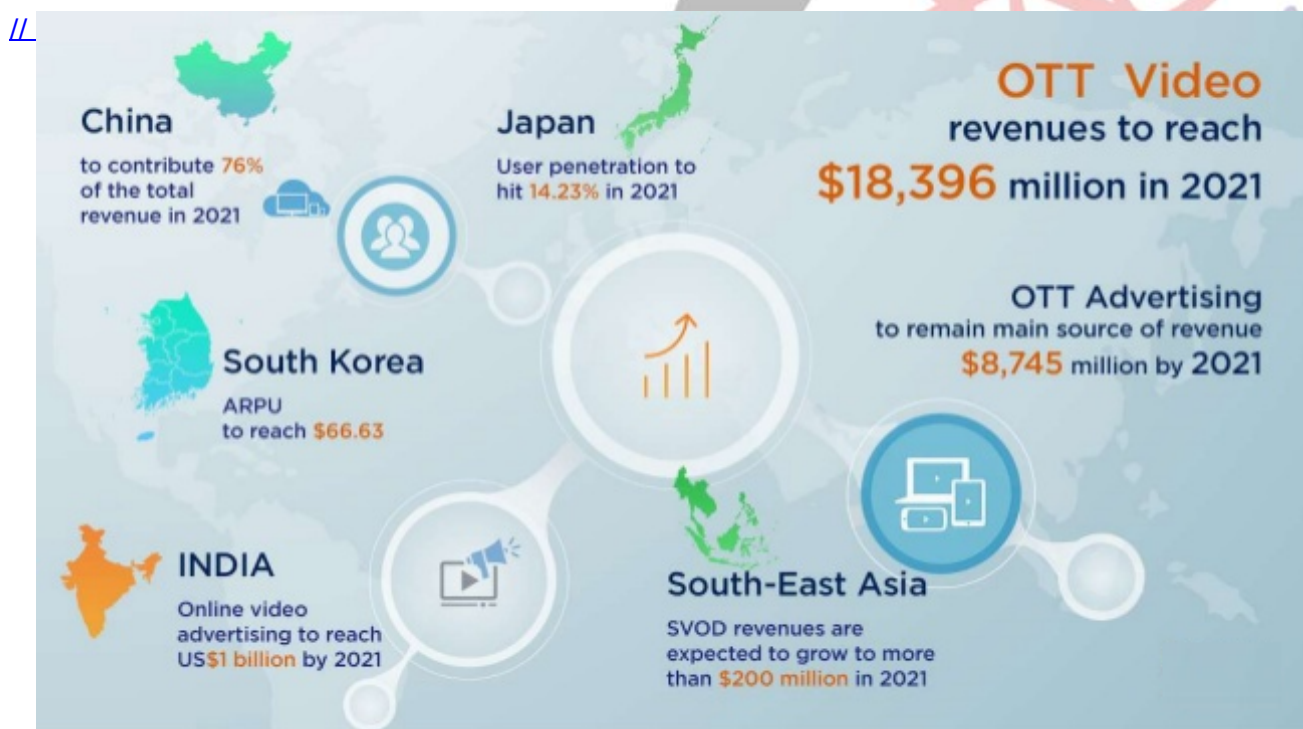 //
China
to contribute 76%
of the total
revenue in 2021
Japan
User penetration to
hit 14.23% in 2021
OTT Video
revenues to reach
$18,396 million in 2021
OTT Advertising
to remain main source of revenue
$8,745 million by 2021
South Korea
ARPU
to reach $66.63
INDIA
Online video
advertising to reach
US$1 billion by 2021
South-East Asia
SVOD revenues are
expected to grow to more
than $200 million in 2021